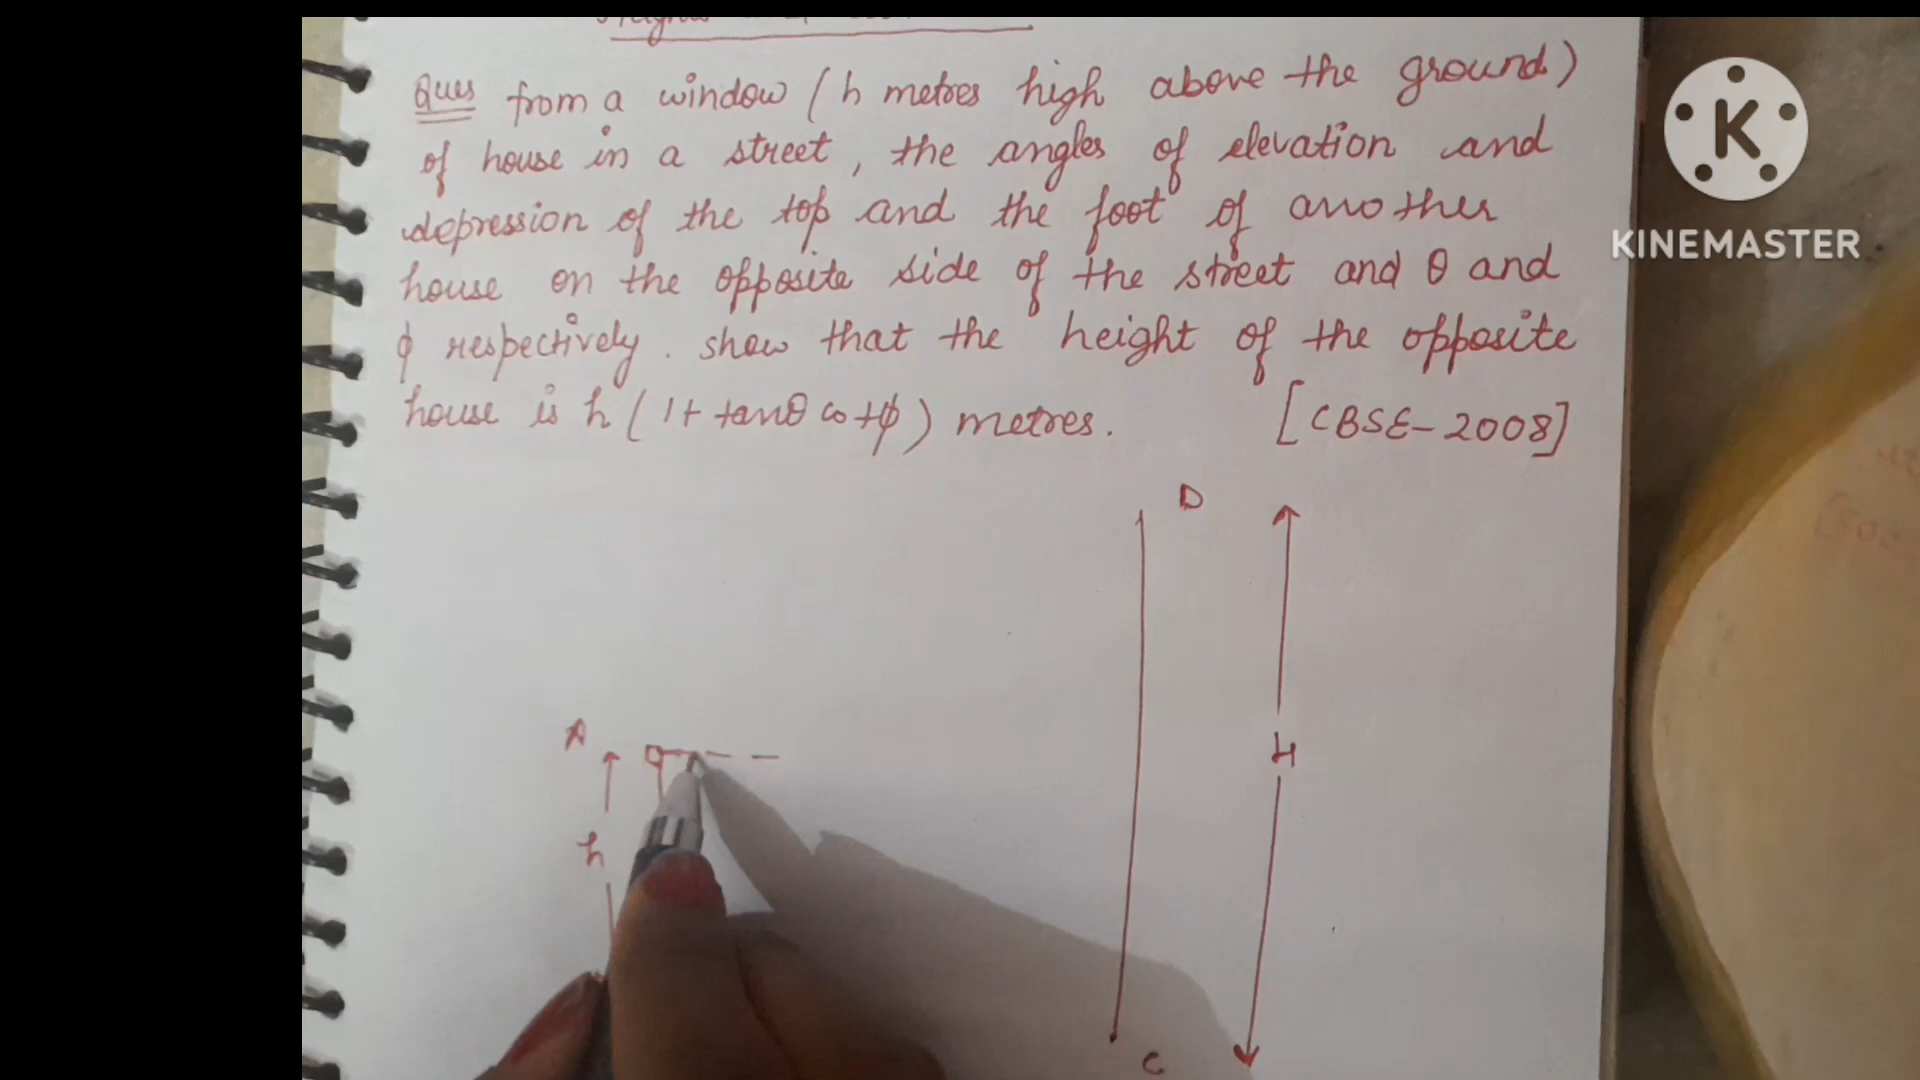 Ques from a window (h metres high above the ground)
of house in a street, the angles of elevation and
depression of the top and the foot of another
house on the opposite side of the street and θ and
ϕ respectively. show that the height of the opposite
house is h (1+ tanθ cotϕ) metres. [CBSE-2008]
K
KINEMASTER
D
A
h
H
C